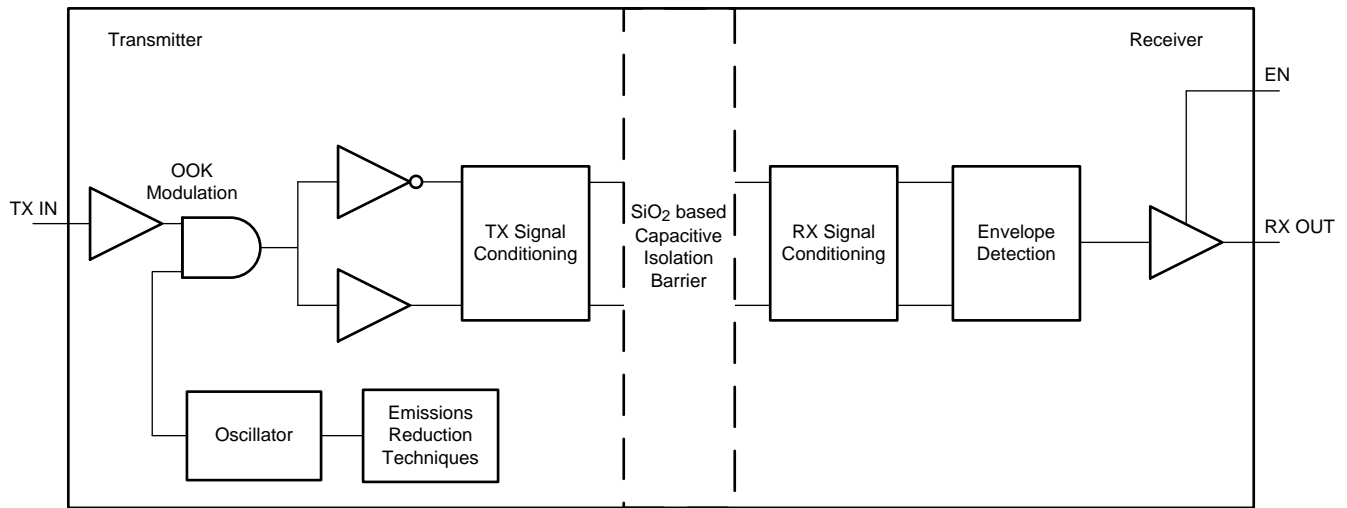 Transmitter
Receiver
EN
OOK
Modulation
TX IN
TX Signal
Conditioning
SiO2 based
Capacitive
Isolation
Barrier
RX Signal
Conditioning
Envelope
Detection
RX OUT
Oscillator
Emissions
Reduction
Techniques